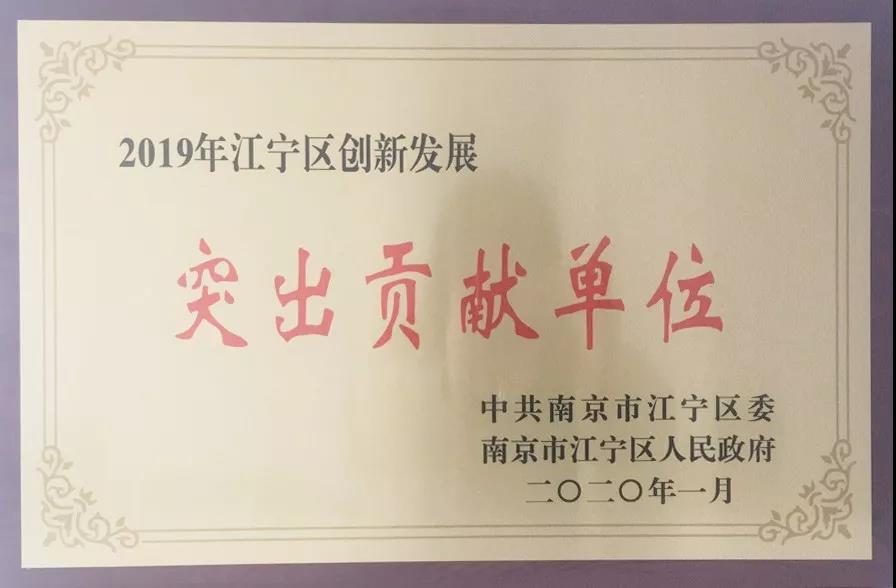 2019年江宁区创新发展
突出贡献单位
中共南京市江宁区委
南京市江宁区人民政府
二〇二〇年一月